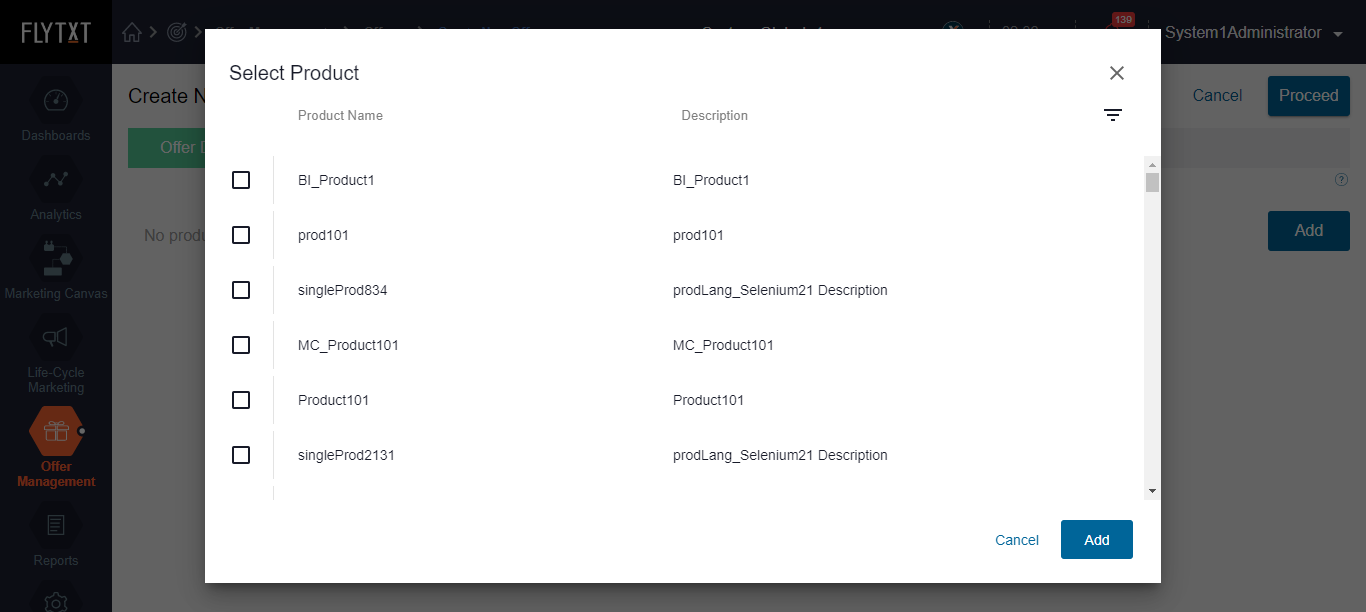 FLYTXT
139
System1Administrator
Select Product
Create N
Cancel
Proceed
Product Name
Description
Dashboards
Offer D
BI_Product1
BI_Product1
Analytics
No produ
prod101
prod101
Add
Marketing Canvas
singleProd834
prodLang_Selenium21 Description
MC_Product101
MC_Product101
Life-Cycle
Marketing
Product101
Product101
singleProd2131
prodLang_Selenium21 Description
Offer
Management
Cancel
Add
Reports